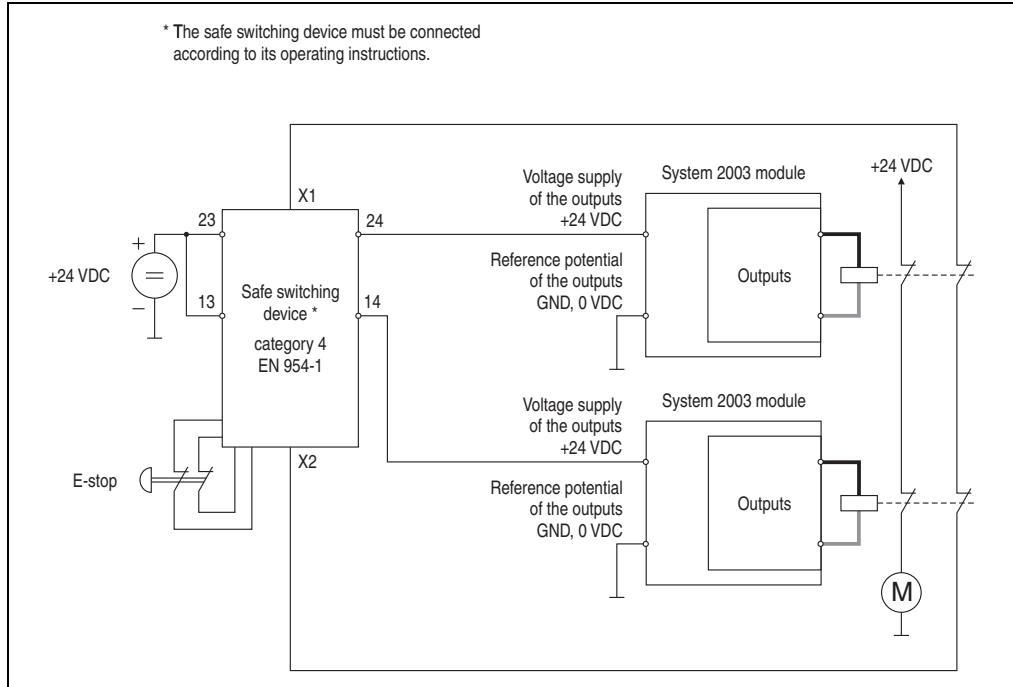 * The safe switching device must be connected
according to its operating instructions.
X1
23
24
+
+24 VDC
=
–
13
14
Safe switching
device *
category 4
EN 954-1
X2
E-stop
Voltage supply
of the outputs
+24 VDC
Reference potential
of the outputs
GND, 0 VDC
System 2003 module
Outputs
+24 VDC
Voltage supply
of the outputs
+24 VDC
Reference potential
of the outputs
GND, 0 VDC
System 2003 module
Outputs
M